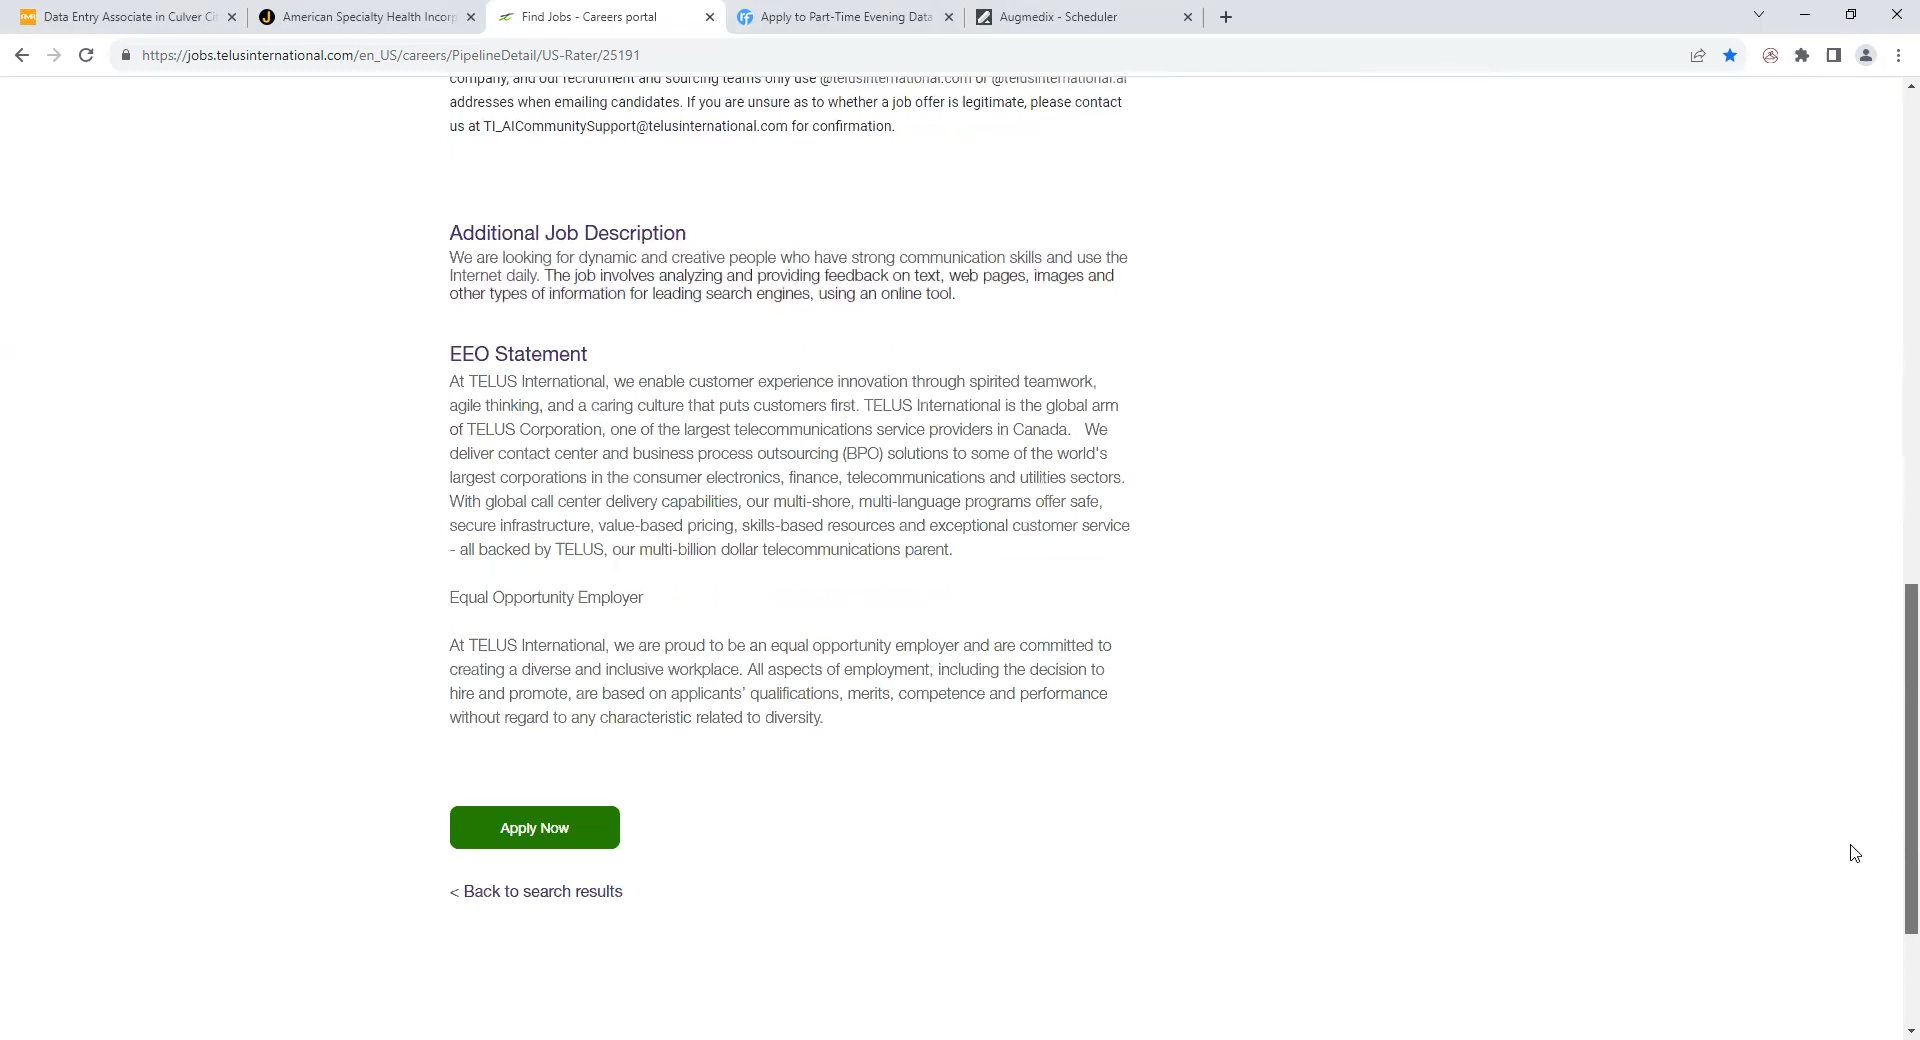 Data Entry Associate in Culver Ci
American Specialty Health Incorp
Find Jobs - Careers portal
Apply to Part-Time Evening Data
Augmedix - Scheduler
https://jobs.telusinternational.com/en_US/careers/PipelineDetail/US-Rater/25191
company, and our recruitment and sourcing teams only use @telusinternational.com or @telusinternational.ai
addresses when emailing candidates. If you are unsure as to whether a job offer is legitimate, please contact
us at TI_AICommunitySupport@telusinternational.com for confirmation.
Additional Job Description
We are looking for dynamic and creative people who have strong communication skills and use the
Internet daily. The job involves analyzing and providing feedback on text, web pages, images and
other types of information for leading search engines, using an online tool.
EEO Statement
At TELUS International, we enable customer experience innovation through spirited teamwork,
agile thinking, and a caring culture that puts customers first. TELUS International is the global arm
of TELUS Corporation, one of the largest telecommunications service providers in Canada. We
deliver contact center and business process outsourcing (BPO) solutions to some of the world's
largest corporations in the consumer electronics, finance, telecommunications and utilities sectors.
With global call center delivery capabilities, our multi-shore, multi-language programs offer safe,
secure infrastructure, value-based pricing, skills-based resources and exceptional customer service
- all backed by TELUS, our multi-billion dollar telecommunications parent.
Equal Opportunity Employer
At TELUS International, we are proud to be an equal opportunity employer and are committed to
creating a diverse and inclusive workplace. All aspects of employment, including the decision to
hire and promote, are based on applicants’ qualifications, merits, competence and performance
without regard to any characteristic related to diversity.
Apply Now
< Back to search results